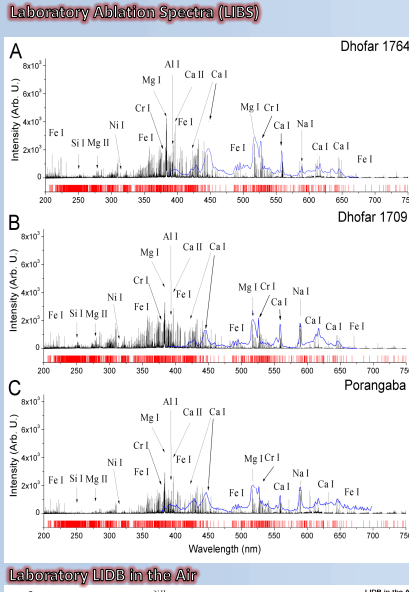 Laboratory Ablation Spectra (LIBS)
A
Dhofar 1764
Intensity (Arb. U.)
8x10³
6x10³
4x10³
2x10³
0
Al I
Mg I
Ca II
Ca I
Cr I
Fe I
Ni I
Fe I
Fe I
Si I
Mg II
Mg I
Cr I
Ca I
Na I
Fe I
Ca I
Ca I
Fe I
200 250 300 350 400 450 500 550 600 650 700 750
B
Dhofar 1709
Intensity (Arb. U.)
8x10³
6x10³
4x10³
2x10³
0
Al I
Mg I
Ca II
Ca I
Cr I
Fe I
Ni I
Fe I
Fe I
Si I
Mg II
Mg I
Cr I
Ca I
Na I
Fe I
Ca I
Ca I
Fe I
200 250 300 350 400 450 500 550 600 650 700 750
C
Porangaba
Intensity (Arb. U.)
8x10³
6x10³
4x10³
2x10³
0
Al I
Mg I
Ca II
Ca I
Cr I
Fe I
Ni I
Fe I
Fe I
Si I
Mg II
Mg I
Cr I
Ca I
Na I
Fe I
Ca I
Fe I
200 250 300 350 400 450 500 550 600 650 700 750
Wavelength (nm)
Laboratory LIDB in the Air